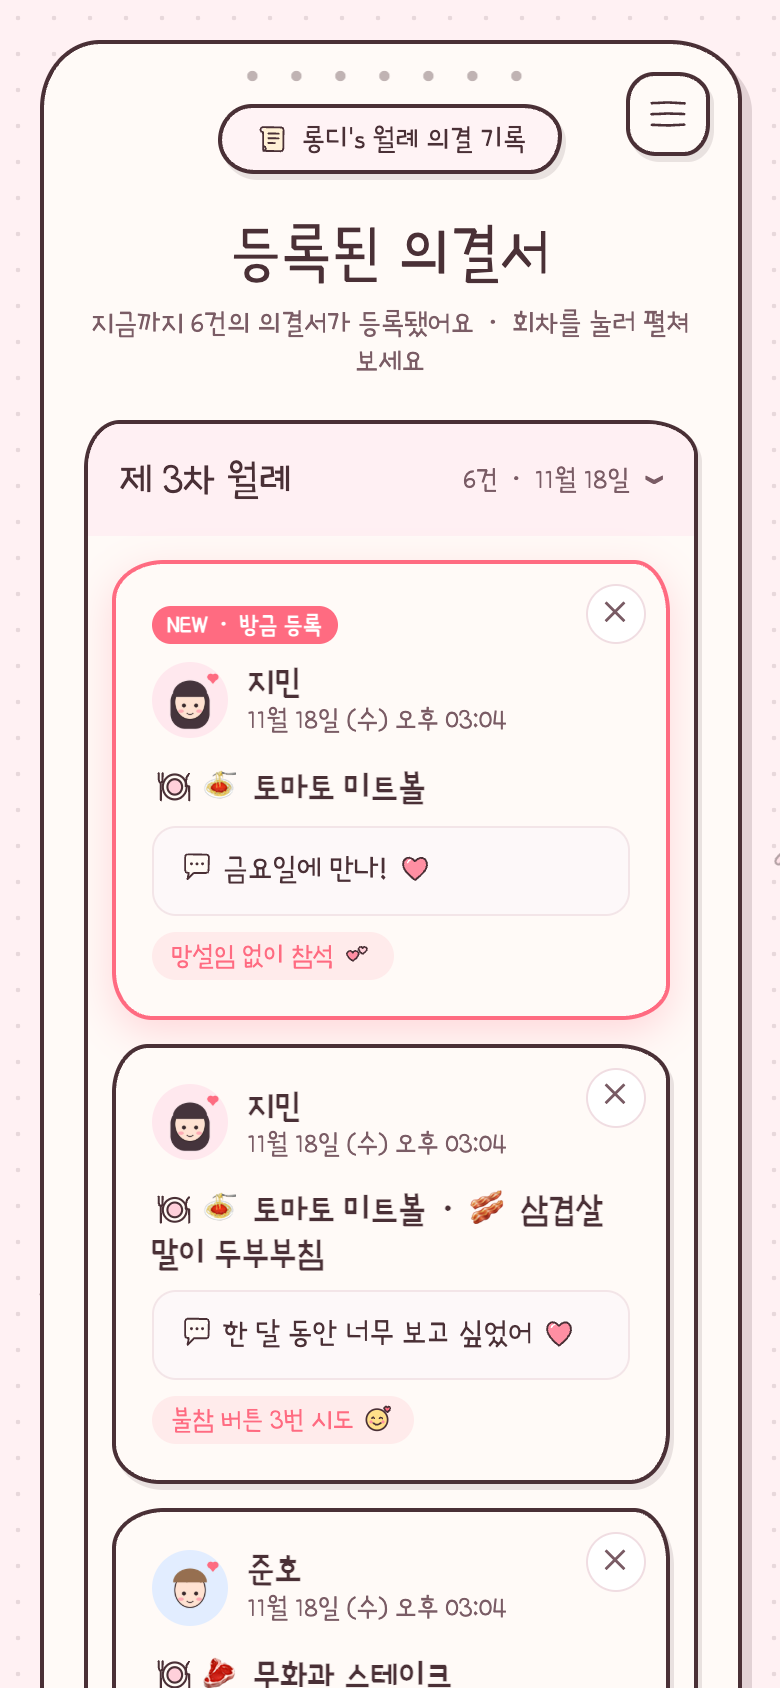 롱디's 월례 의결 기록
등록된 의결서
지금까지 6건의 의결서가 등록됐어요 · 회차를 눌러 펼쳐
보세요
제 3차 월례
6건 · 11월 18일
NEW · 방금 등록
지민
11월 18일 (수) 오후 03:04
토마토 미트볼
금요일에 만나!
망설임 없이 참석
지민
11월 18일 (수) 오후 03:04
토마토 미트볼 · 삼겹살
말이 두부부침
한 달 동안 너무 보고 싶었어
불참 버튼 3번 시도
준호
11월 18일 (수) 오후 03:04
무화과 스테이크